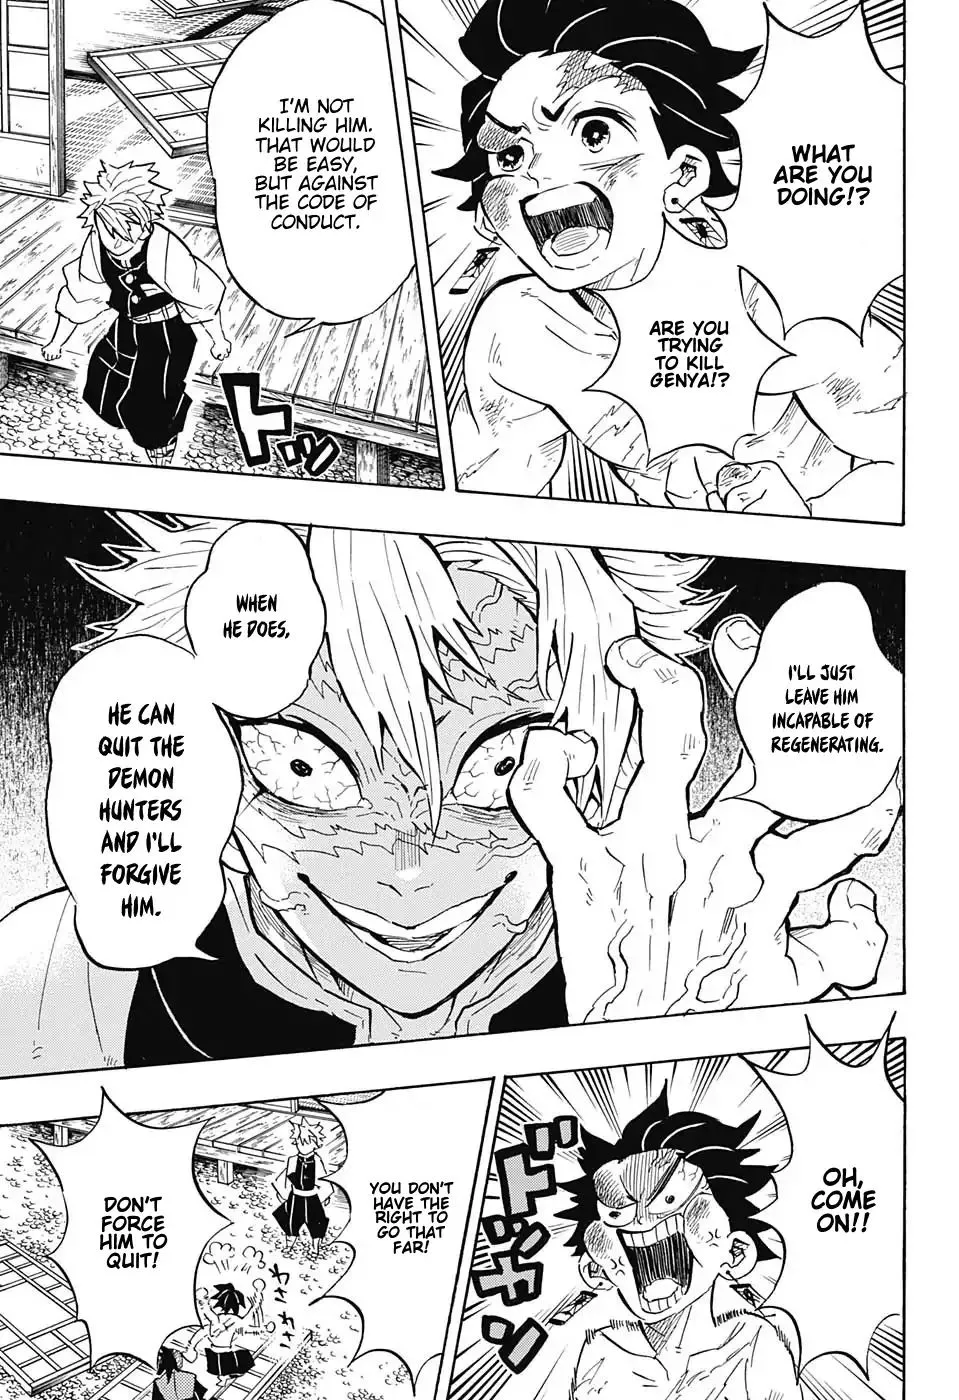 WHAT
ARE YOU
DOING!?
ARE YOU
TRYING
TO KILL
GENYA!?
I'M NOT
KILLING HIM.
THAT WOULD
BE EASY,
BUT AGAINST
THE CODE OF
CONDUCT.
トッ
I'LL JUST
LEAVE HIM
INCAPABLE OF
REGENERATING.
WHEN
HE DOES,
HE CAN
QUIT THE
DEMON
HUNTERS
AND I'LL
FORGIVE
HIM.
OH,
COME
ON!!
YOU DON'T
HAVE THE
RIGHT TO
GO THAT
FAR!
DON'T
FORCE
HIM TO
QUIT!